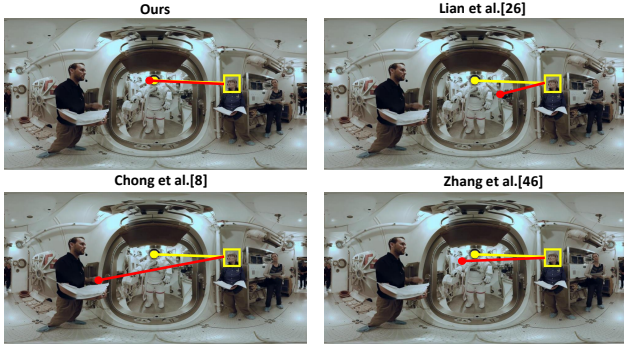 Ours
Lian et al.[26]
Chong et al.[8]
Zhang et al.[46]